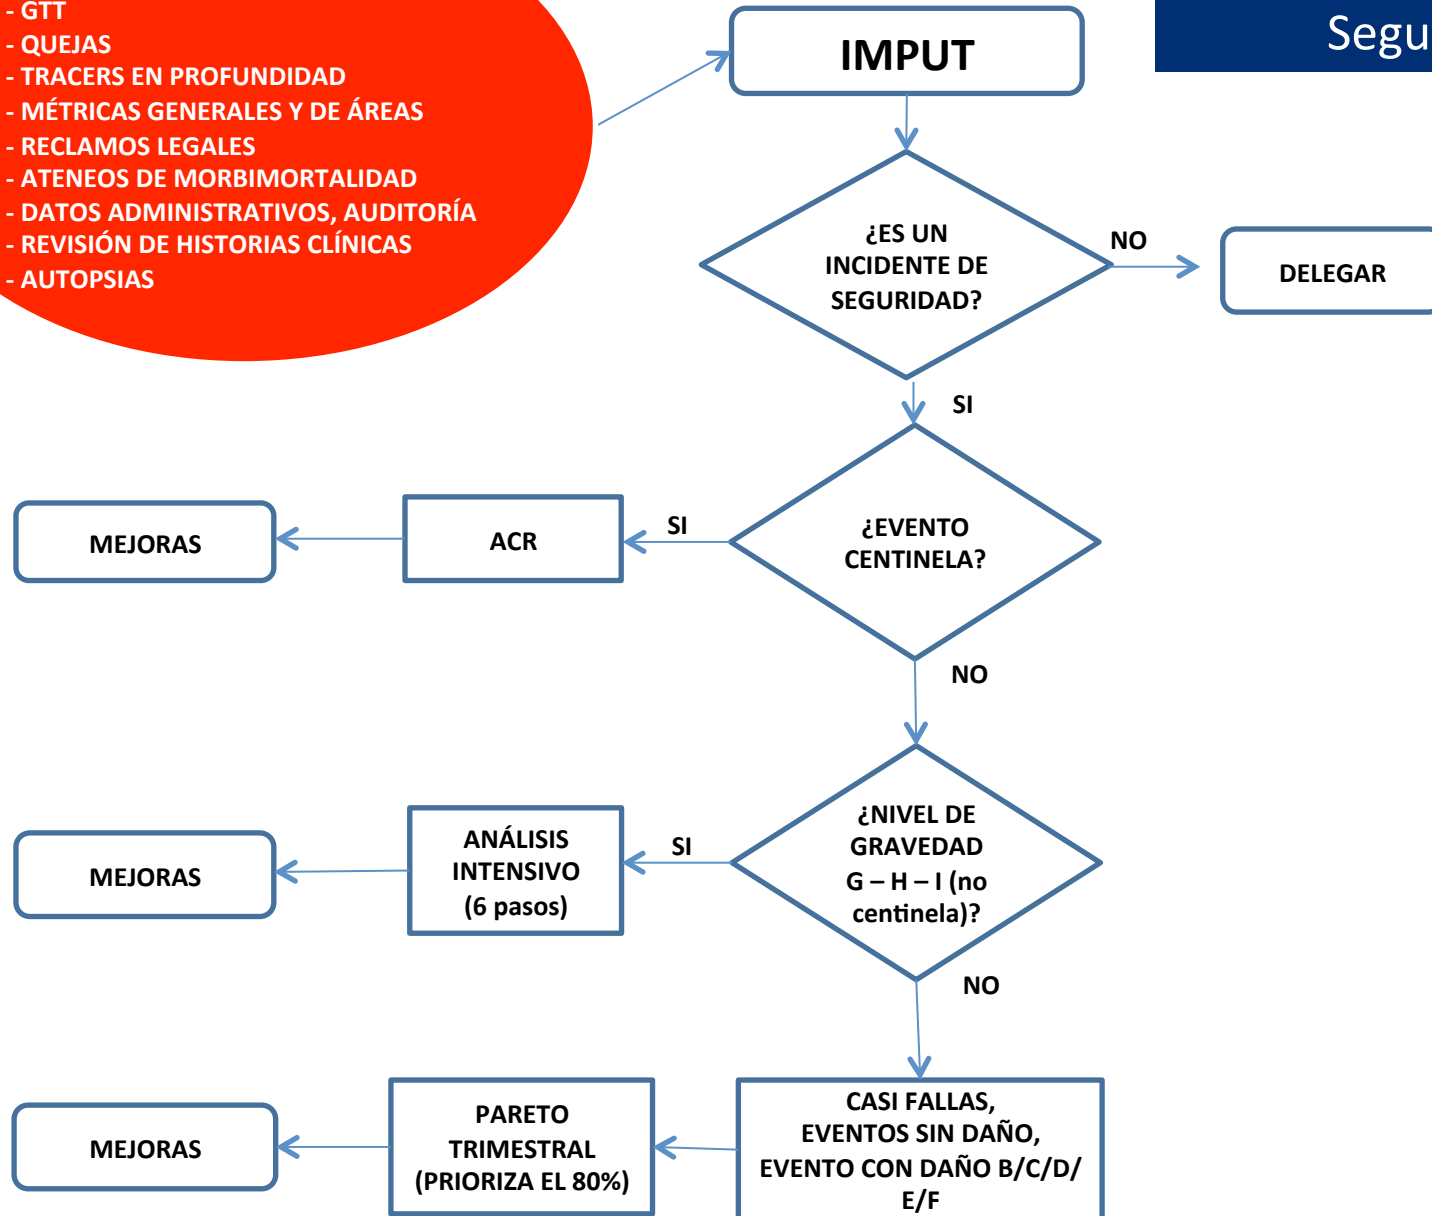 - GTT
- QUEJAS
- TRACERS EN PROFUNDIDAD
- MÉTRICAS GENERALES Y DE ÁREAS
- RECLAMOS LEGALES
- ATENEOS DE MORBIMORTALIDAD
- DATOS ADMINISTRATIVOS, AUDITORÍA
- REVISIÓN DE HISTORIAS CLÍNICAS
- AUTOPSIAS
IMPUT
Segu
¿ES UN
INCIDENTE DE
SEGURIDAD?
NO
DELEGAR
SI
¿EVENTO
CENTINELA?
SI
ACR
MEJORAS
NO
¿NIVEL DE
GRAVEDAD
G – H – I (no
centinela)?
SI
ANÁLISIS
INTENSIVO
(6 pasos)
MEJORAS
NO
CASI FALLAS,
EVENTOS SIN DAÑO,
EVENTO CON DAÑO B/C/D/
E/F
PARETO
TRIMESTRAL
(PRIORIZA EL 80%)
MEJORAS